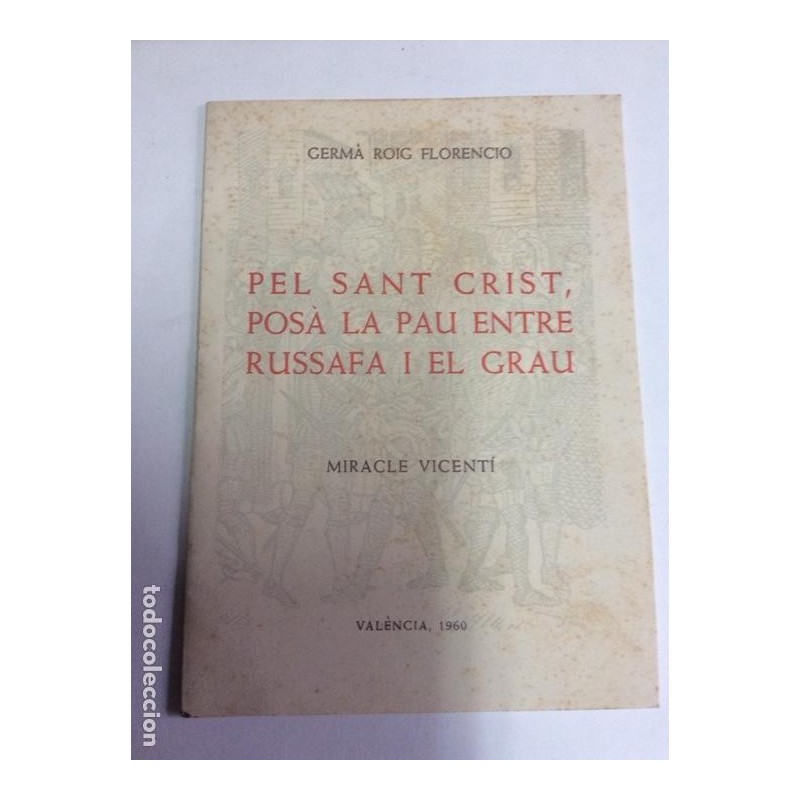 GERMÀ ROIG FLORENCIO
PEL SANT CRIST,
POSÀ LA PAU ENTRE
RUSSAFA I EL GRAU
MIRACLE VICENTÍ
VALÈNCIA, 1960
todocoleccion